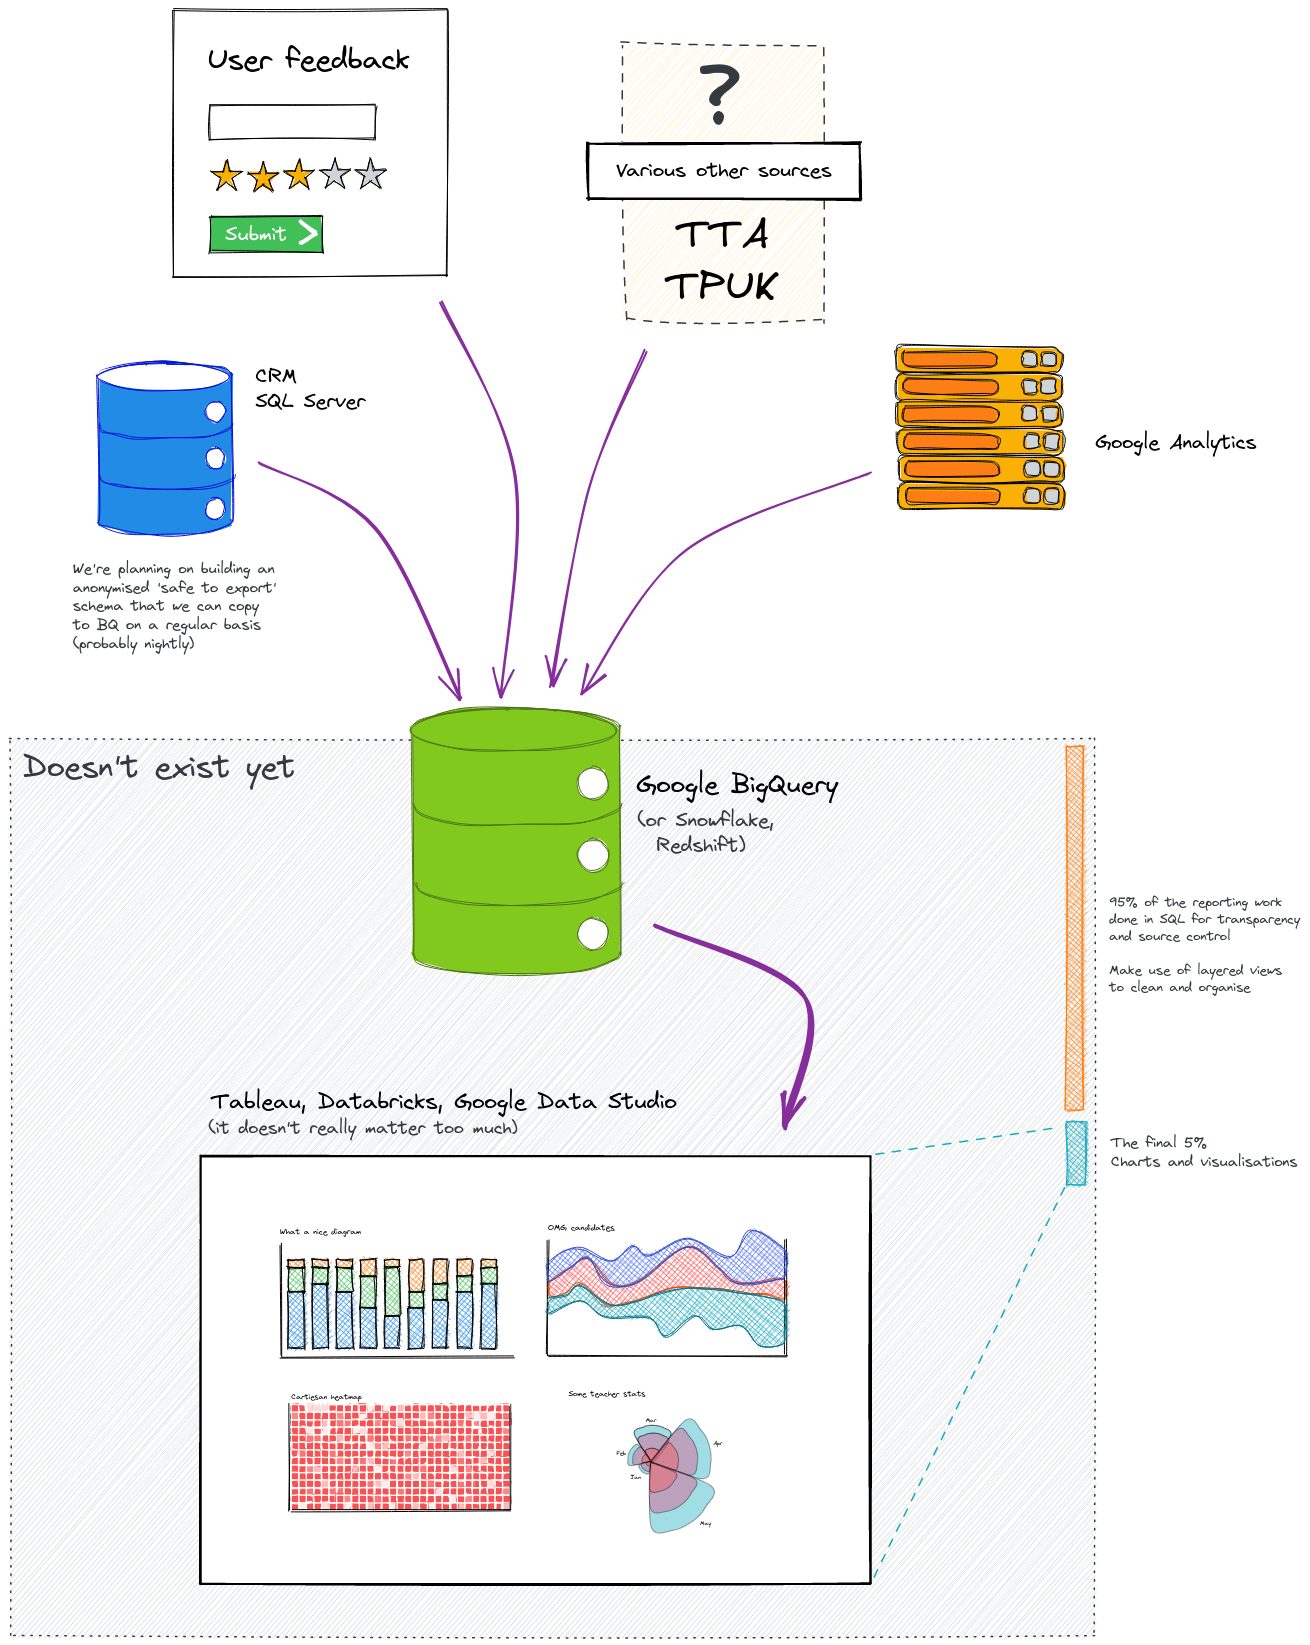 User feedback
Submit
?
Various other sources
TTA
TPUK
CRM
SQL Server
Google Analytics
We're planning on building an
anonymised 'safe to export'
schema that we can copy
to BQ on a regular basis
(probably nightly)
Doesn't exist yet
Google BigQuery
(or Snowflake,
Redshift)
95% of the reporting work
done in SQL for transparency
and source control
Make use of layered views
to clean and organise
Tableau, Databricks, Google Data Studio
(it doesn't really matter too much)
The final 5%
Charts and visualisations
What a nice diagram
OMG candidates
Cartiesan heatmap
Some teacher stats
Mar
Apr
Feb
Jan
May